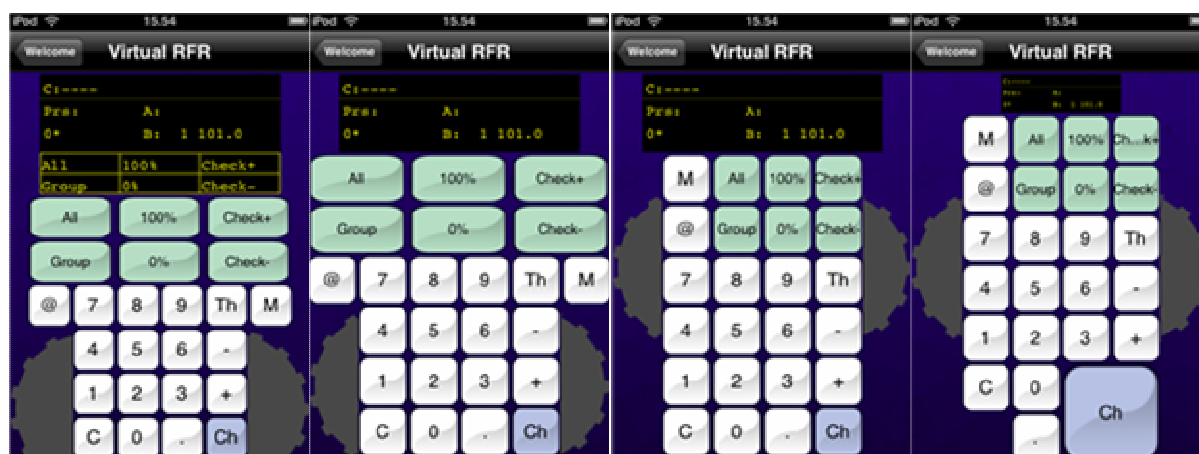 iPod 15.54
Welcome Virtual RFR
C:----
Prs: A:
0* B: 1 101.0
All 100% Check+
Group 0% Check-
All 100% Check+
Group 0% Check-
@ 7 8 9 Th M
4 5 6 -
1 2 3 +
C 0 . Ch
iPod 15.54
Welcome Virtual RFR
C:----
Prs: A:
0* B: 1 101.0
All 100% Check+
Group 0% Check-
@ 7 8 9 Th M
4 5 6 -
1 2 3 +
C 0 . Ch
iPod 15.54
Welcome Virtual RFR
C:----
Prs: A:
0* B: 1 101.0
M All 100% Check+
@ Group 0% Check-
7 8 9 Th
4 5 6 -
1 2 3 +
C 0 . Ch
iPod 15.54
Welcome Virtual RFR
C:----
Prs: A:
0* B: 1 101.0
M All 100% Ch...k+
@ Group 0% Check-
7 8 9 Th
4 5 6 -
1 2 3 +
C 0 Ch
.